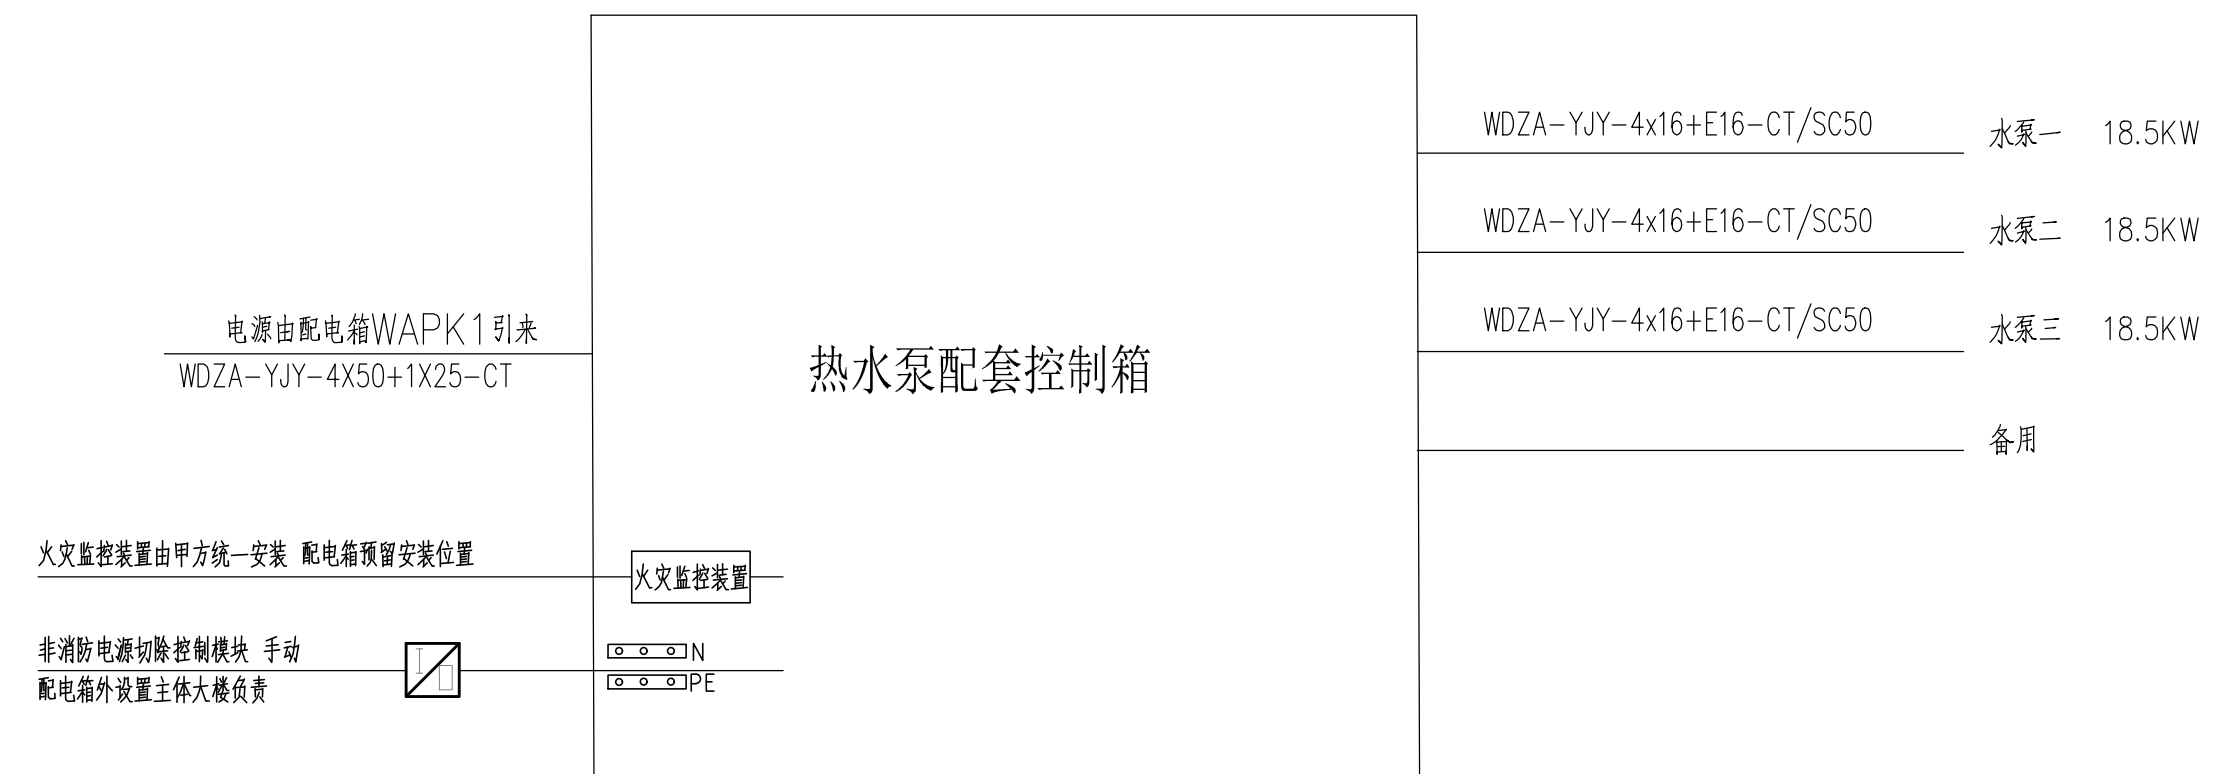 WDZA-YJY-4x16+E16-CT/SC50 水泵一 18.5KW
WDZA-YJY-4x16+E16-CT/SC50 水泵二 18.5KW
WDZA-YJY-4x16+E16-CT/SC50 水泵三 18.5KW
电源由配电箱WAPK1引来
WDZA-YJY-4X50+1X25-CT
热水泵配套控制箱
备用
火灾监控装置由甲方统一安装 配电箱预留安装位置
火灾监控装置
非消防电源切除控制模块 手动
配电箱外设置主体大楼负责
I
N
PE